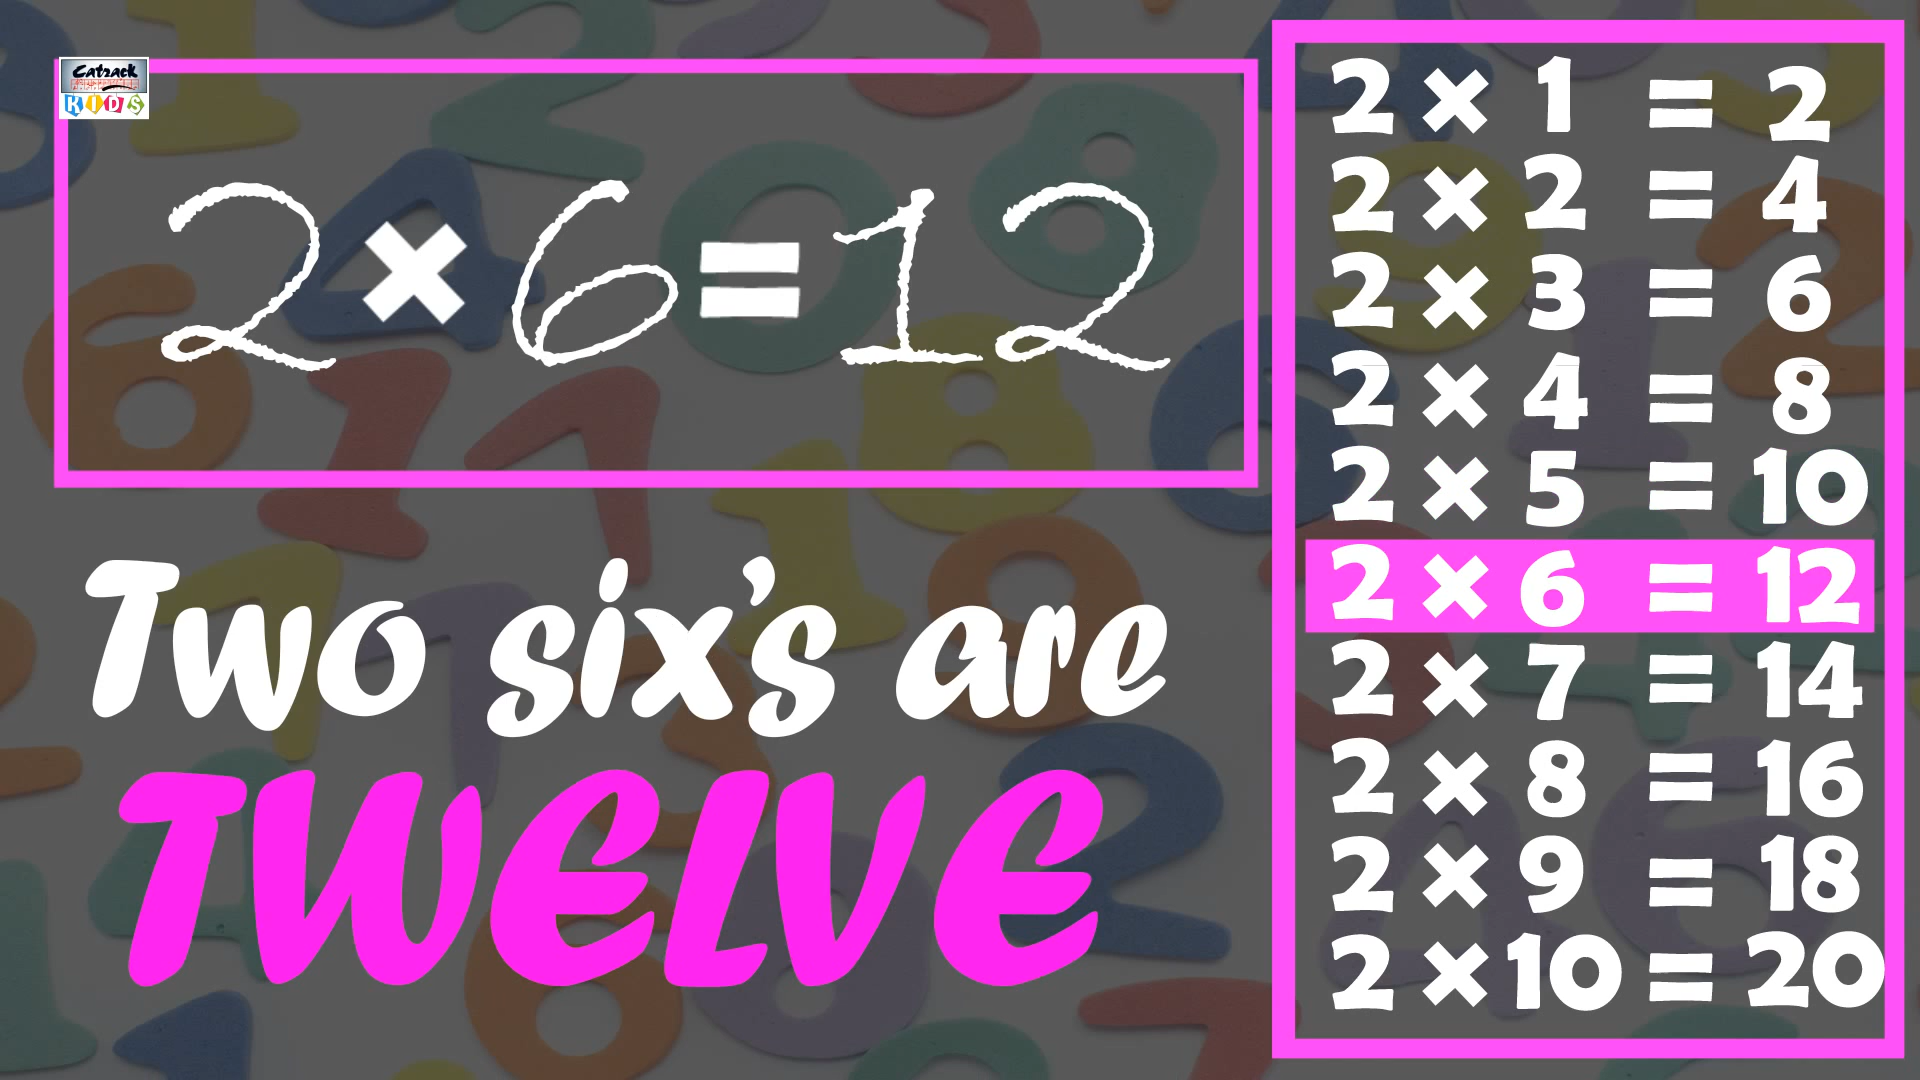 Catrack
KIDS
2×6=12
Two six's are
TWELVE
2 × 1 = 2
2 × 2 = 4
2 × 3 = 6
2 × 4 = 8
2 × 5 = 10
2 × 6 = 12
2 × 7 = 14
2 × 8 = 16
2 × 9 = 18
2 × 10 = 20